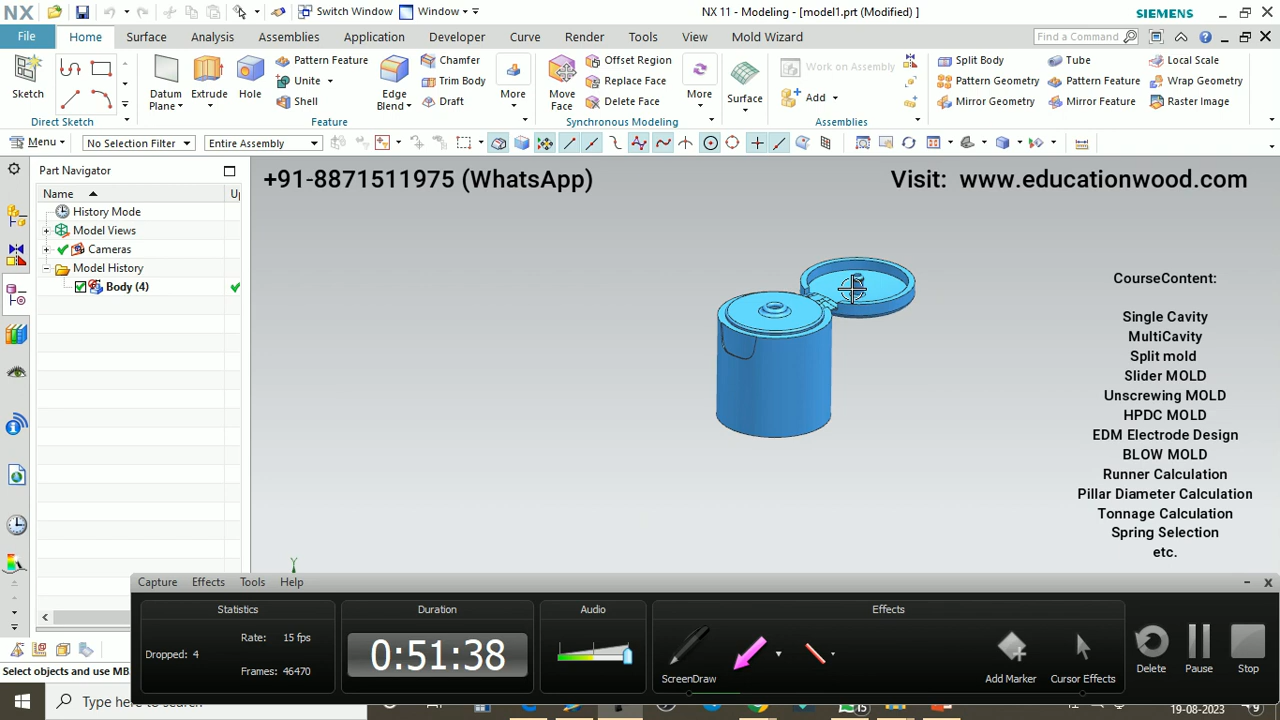 NX
Switch Window
Window
NX 11 - Modeling - [model1.prt (Modified) ]
SIEMENS
File
Home
Surface
Analysis
Assemblies
Application
Developer
Curve
Render
Tools
View
Mold Wizard
Find a Command
Sketch
Direct Sketch
Datum Plane
Extrude
Hole
Pattern Feature
Unite
Shell
Edge Blend
Chamfer
Trim Body
Draft
More
Feature
Move Face
Offset Region
Replace Face
Delete Face
More
Synchronous Modeling
Surface
Work on Assembly
Add
Assemblies
Split Body
Pattern Geometry
Mirror Geometry
Tube
Pattern Feature
Mirror Feature
Local Scale
Wrap Geometry
Raster Image
Menu
No Selection Filter
Entire Assembly
Part Navigator
Name
Up
History Mode
Model Views
Cameras
Model History
Body (4)
+91-8871511975 (WhatsApp)
Visit: www.educationwood.com
CourseContent:
Single Cavity
MultiCavity
Split mold
Slider MOLD
Unscrewing MOLD
HPDC MOLD
EDM Electrode Design
BLOW MOLD
Runner Calculation
Pillar Diameter Calculation
Tonnage Calculation
Spring Selection
etc.
Y
Capture
Effects
Tools
Help
Statistics
Rate: 15 fps
Dropped: 4
Frames: 46470
Duration
0:51:38
Audio
Effects
ScreenDraw
Add Marker
Cursor Effects
Delete
Pause
Stop
Select objects and use MB
Type here to search
15
19-08-2023
9